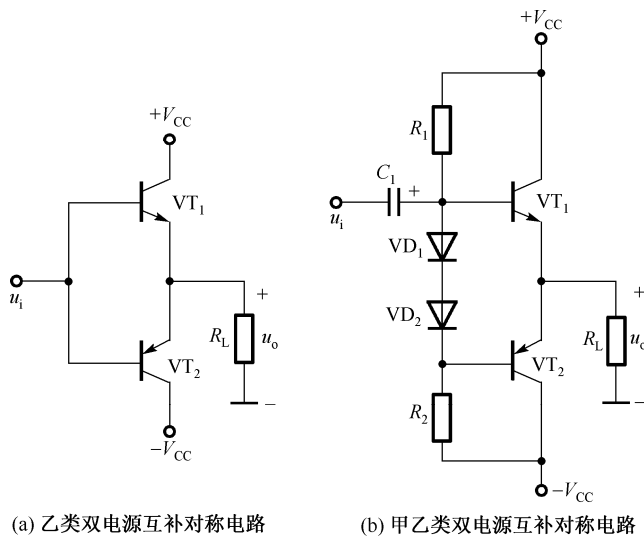 +VCC
VT1
ui
+
RL
uo
VT2
−
−VCC
(a) 乙类双电源互补对称电路
+VCC
R1
C1
+
VT1
ui
VD1
+
VD2
RL
uo
VT2
R2
−
−VCC
(b) 甲乙类双电源互补对称电路